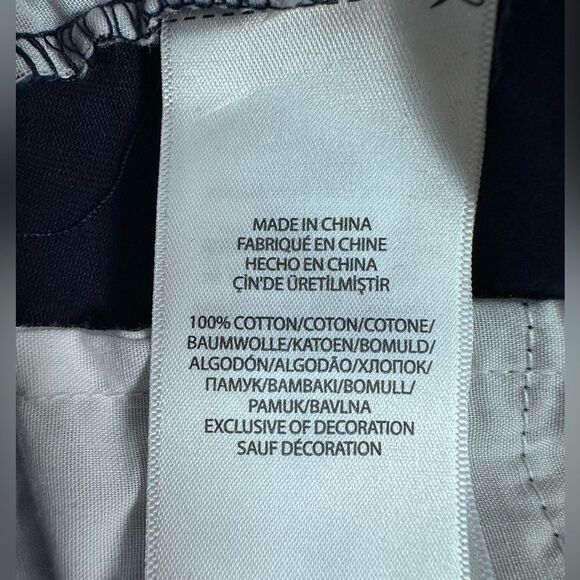 MADE IN CHINA
FABRIQUÉ EN CHINE
HECHO EN CHINA
ÇİN'DE ÜRETİLMİŞTİR
100% COTTON/COTON/COTONE/
BAUMWOLLE/KATOEN/BOMULD/
ALGODÓN/ALGODÃO/ХЛОПОК/
ПАМУК/BAMBAKI/BOMULL/
PAMUK/BAVLNA
EXCLUSIVE OF DECORATION
SAUF DÉCORATION